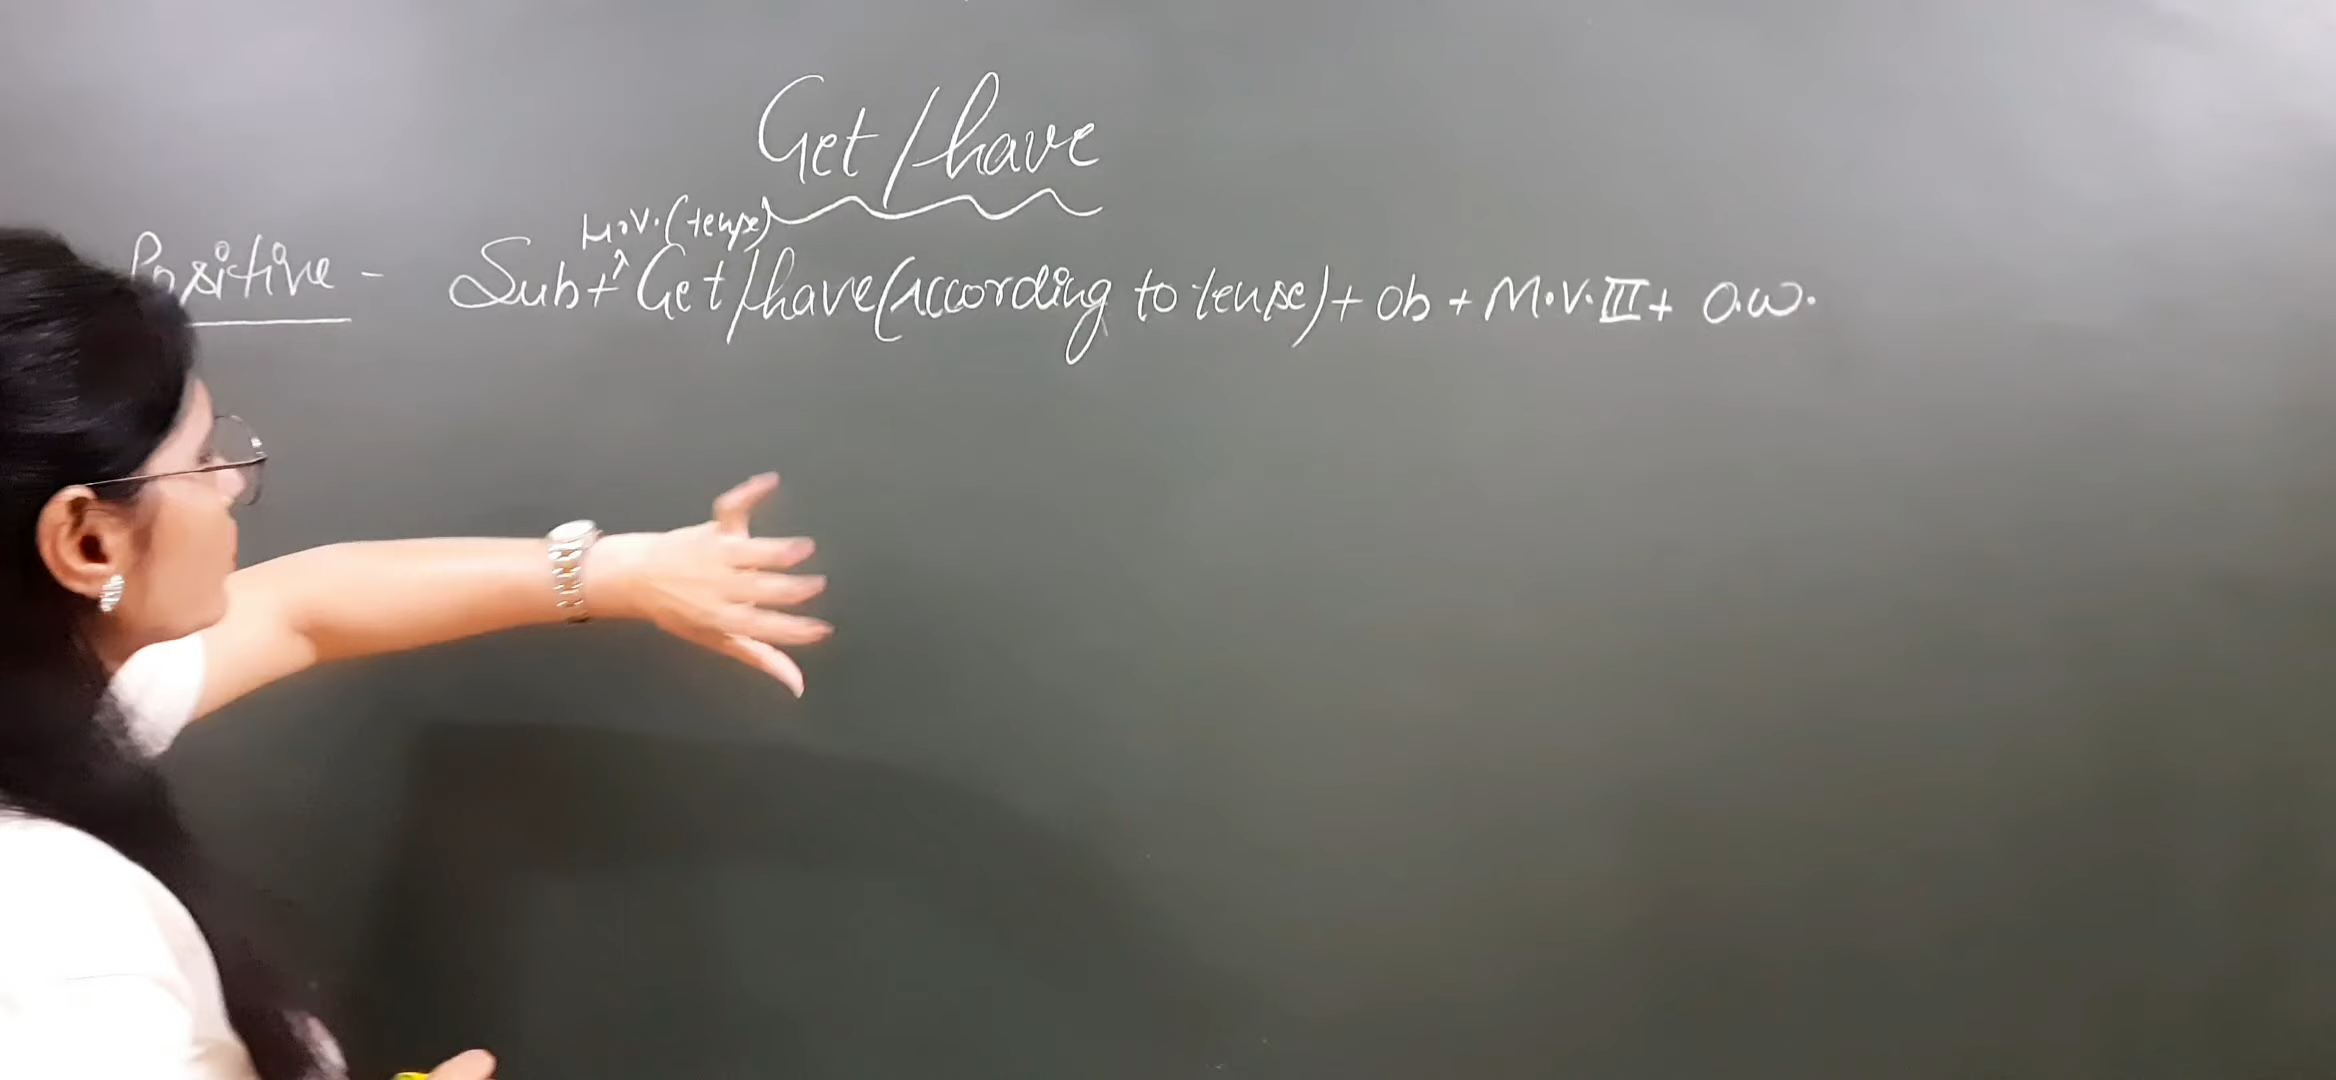 Get/have
H.V.(tense)
Positive - Sub + Get/have(according to tense) + Ob + M.V.III + O.W.